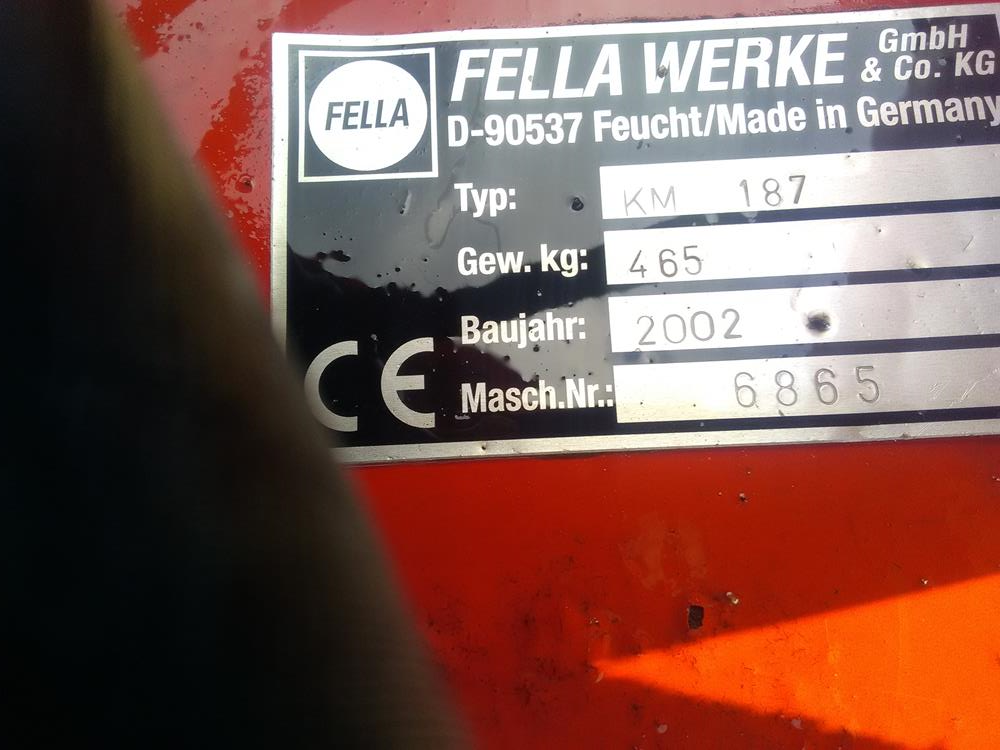 FELLA
FELLA WERKE GmbH & Co. KG
D-90537 Feucht/Made in Germany
Typ: KM 187
Gew. kg: 465
Baujahr: 2002
Masch.Nr.: 6865
CE